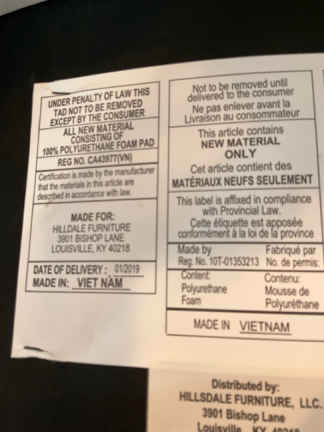 UNDER PENALTY OF LAW THIS
TAD NOT TO BE REMOVED
EXCEPT BY THE CONSUMER
ALL NEW MATERIAL
CONSISTING OF
100% POLYURETHANE FOAM PAD
REG NO. CA43977(VN)
Certification is made by the manufacturer
that the materials in this article are
described in accordance with law.
MADE FOR:
HILLDALE FURNITURE
3901 BISHOP LANE
LOUISVILLE, KY 40218
DATE OF DELIVERY : 01/2019
MADE IN: VIET NAM
Not to be removed until
delivered to the consumer
Ne pas enlever avant la
Livraison au consommateur
This article contains
NEW MATERIAL
ONLY
Cet article contient des
MATÉRIAUX NEUFS SEULEMENT
This label is affixed in compliance
with Provincial Law.
Cette étiquette est apposée
conformément à la loi de la province
Made by Fabriqué par
Reg. No. 10T-01353213 No. de permis:
Content: Contenu:
Polyurethane Mousse de
Foam Polyuréthane
MADE IN VIETNAM
Distributed by:
HILLSDALE FURNITURE, LLC.
3901 Bishop Lane
Louisville, KY 40218